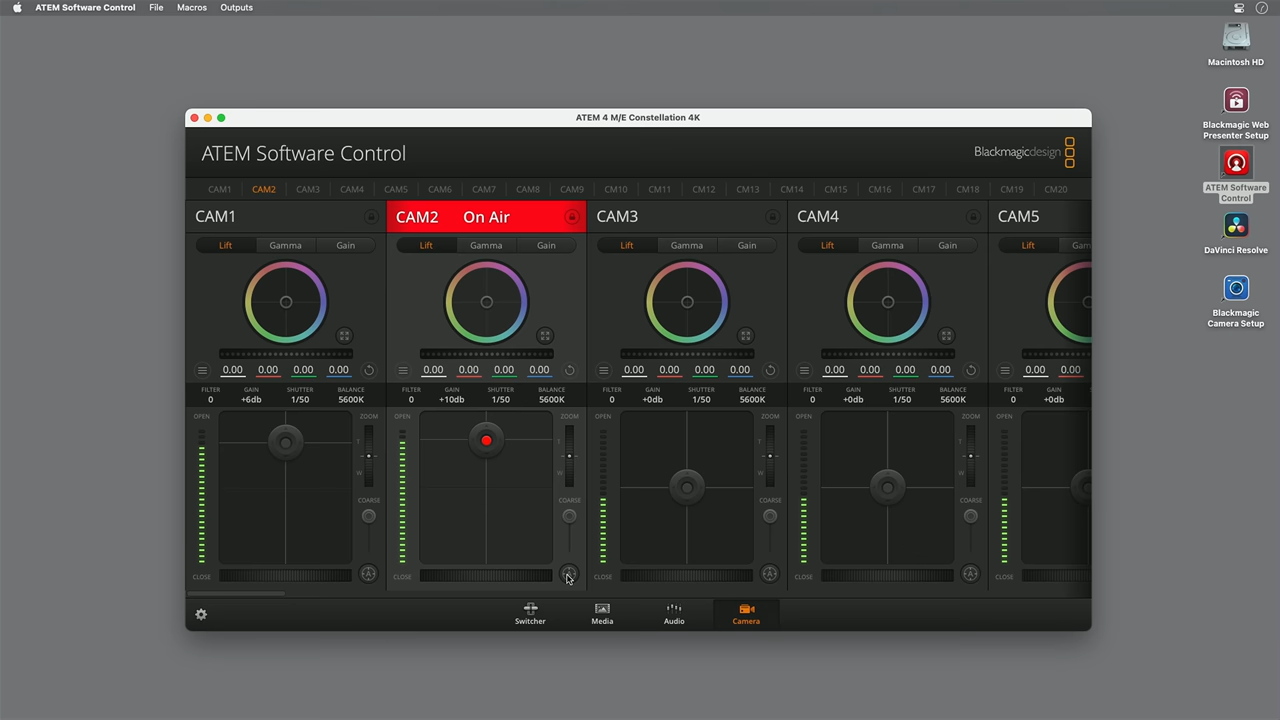 ATEM Software Control File Macros Outputs
Macintosh HD
Blackmagic Web
Presenter Setup
ATEM Software
Control
DaVinci Resolve
Blackmagic
Camera Setup
ATEM 4 M/E Constellation 4K
ATEM Software Control
Blackmagicdesign
CAM1 CAM2 CAM3 CAM4 CAM5 CAM6 CAM7 CAM8 CAM9 CM10 CM11 CM12 CM13 CM14 CM15 CM16 CM17 CM18 CM19 CM20
CAM1 CAM2 On Air CAM3 CAM4 CAM5
Lift Gamma Gain Lift Gamma Gain Lift Gamma Gain Lift Gamma Gain Lift Gam
0.00 0.00 0.00 0.00 0.00 0.00 0.00 0.00 0.00 0.00 0.00 0.00 0.00 0.00 0.00 0.00 0.00 0.00
FILTER GAIN SHUTTER BALANCE FILTER GAIN SHUTTER BALANCE FILTER GAIN SHUTTER BALANCE FILTER GAIN SHUTTER BALANCE FILTER GAIN
0 +6db 1/50 5600K 0 +10db 1/50 5600K 0 +0db 1/50 5600K 0 +0db 1/50 5600K 0 +0db
OPEN ZOOM OPEN ZOOM OPEN ZOOM OPEN ZOOM OPEN
T T T T
W W W W
COARSE COARSE COARSE COARSE
CLOSE A CLOSE CLOSE A CLOSE A CLOSE
Switcher Media Audio Camera